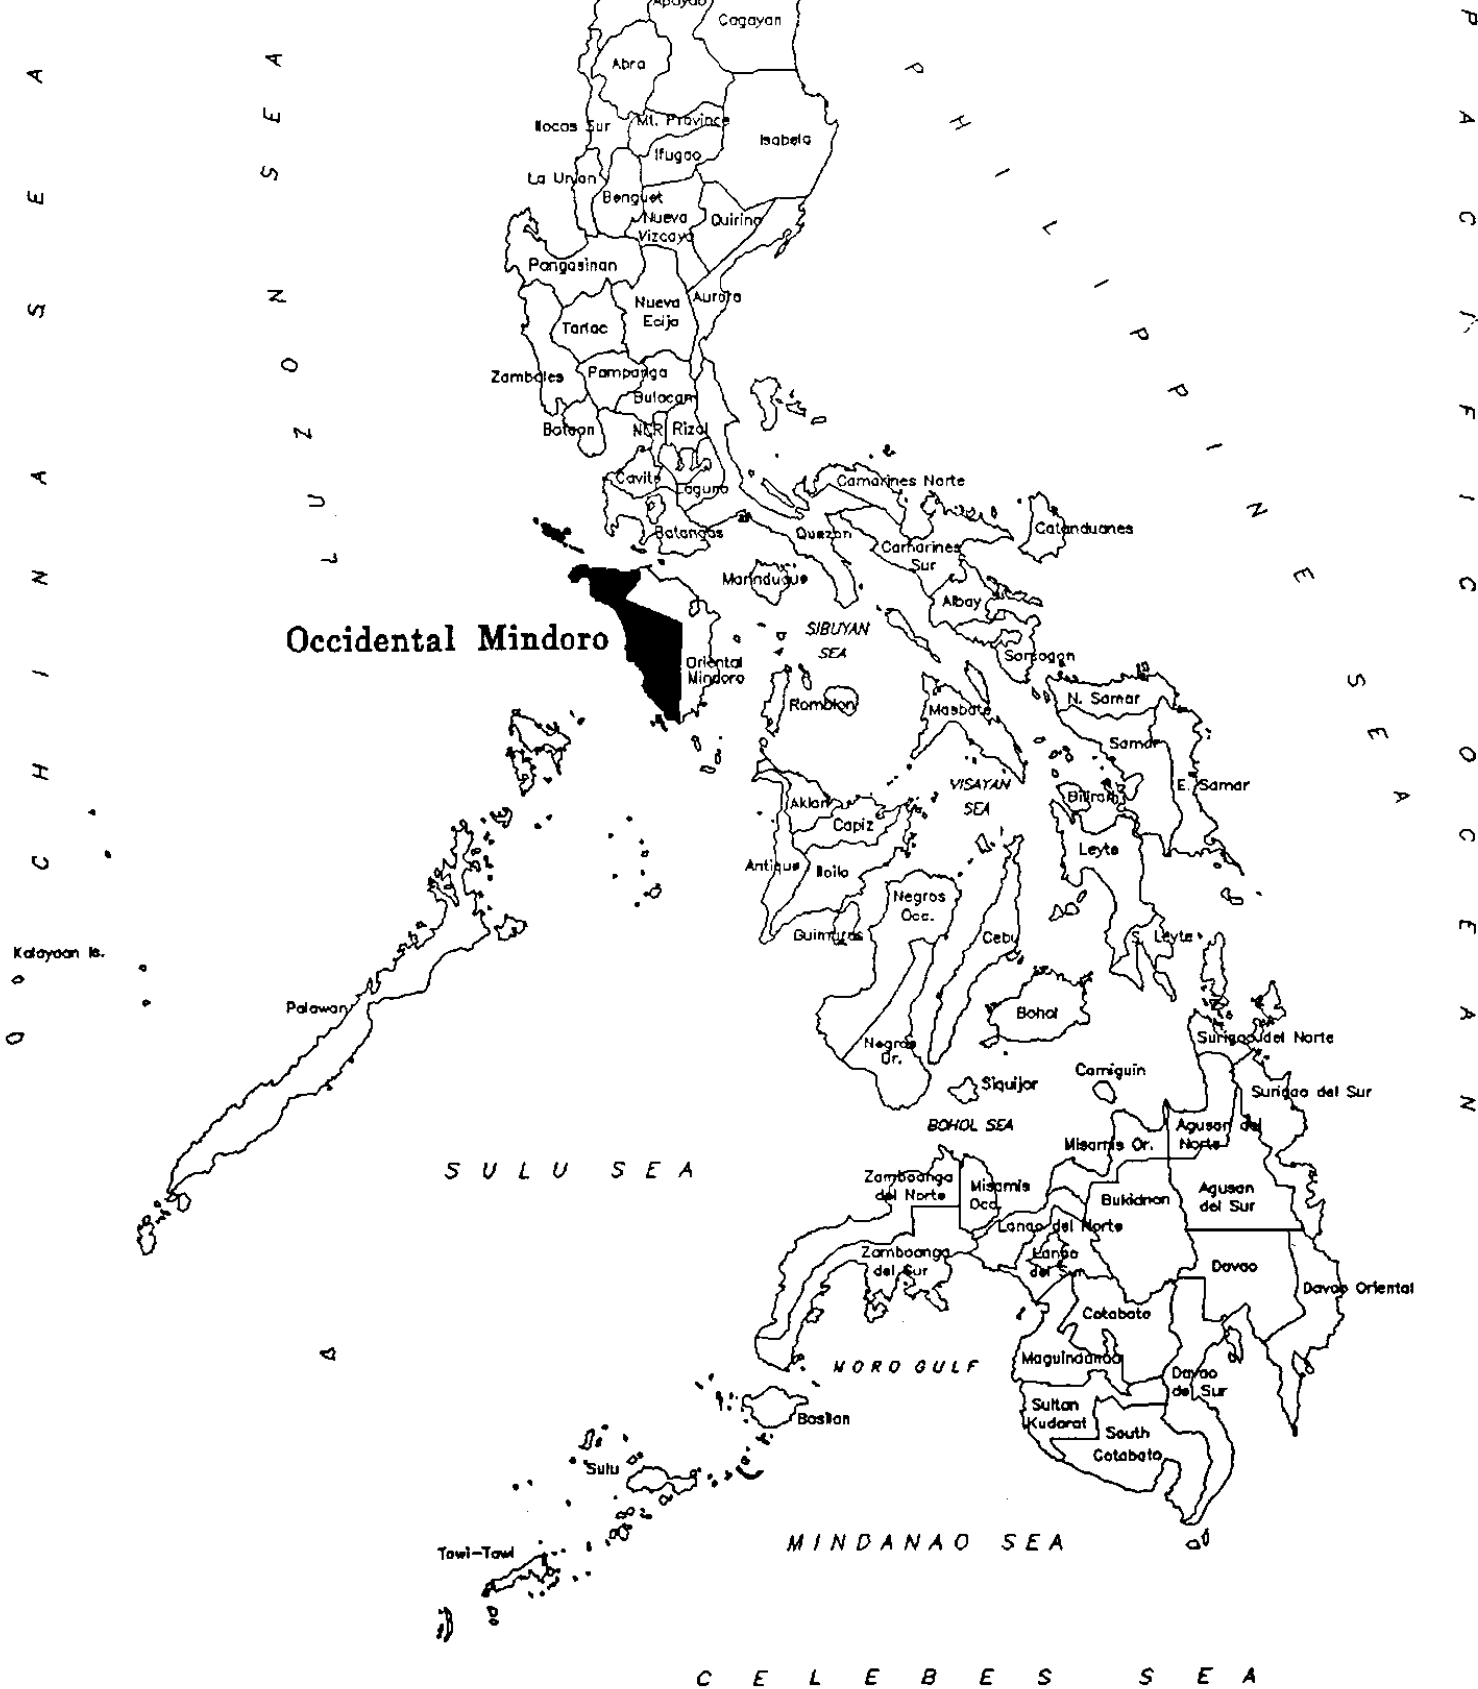 Apayao
Cagayan
Abra
Ilocos Sur
Mt. Province
Isabela
Ifugao
La Union
Benguet
Nueva
Vizcaya
Quirino
Pangasinan
Nueva
Ecija
Aurora
Tarlac
Zambales
Pampanga
Bulacan
Bataan
NCR
Rizal
Cavite
Laguna
Camarines Norte
Batangas
Quezon
Catanduanes
Camarines
Sur
Marinduque
Albay
SIBUYAN
SEA
Occidental Mindoro
Oriental
Mindoro
Sorsogon
Romblon
Masbate
N. Samar
Samar
E. Samar
VISAYAN
SEA
Biliran
Aklan
Capiz
Leyte
Antique
Iloilo
Negros
Occ.
Guimaras
Cebu
S. Leyte
Kalayaan Is.
Palawan
Bohol
Negros
Or.
Surigao del Norte
Camiguin
Siquijor
Surigao del Sur
BOHOL SEA
Agusan del
Norte
Misamis Or.
SULU SEA
Zamboanga
del Norte
Misamis
Occ
Bukidnon
Agusan
del Sur
Lanao del Norte
Zamboanga
del Sur
Lanao
del Sur
Davao
Davao Oriental
Cotabato
MORO GULF
Maguindanao
Davao
del Sur
Sultan
Kudarat
Basilan
South
Cotabato
Sulu
MINDANAO SEA
Tawi-Tawi
CELEBES SEA
CHINA SEA
LUZON SEA
PHILIPPINE SEA
PACIFIC OCEAN